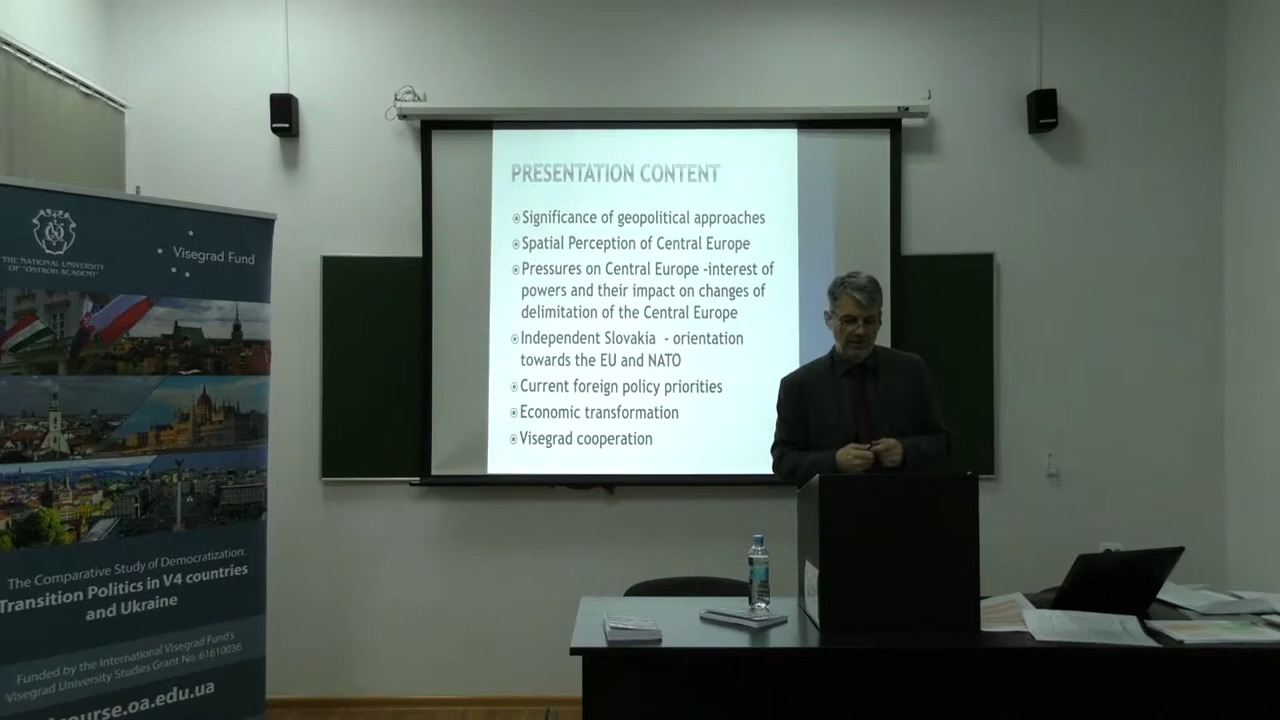 THE NATIONAL UNIVERSITY
OF "OSTROH ACADEMY"
Visegrad Fund
The Comparative Study of Democratization:
Transition Politics in V4 countries
and Ukraine
Funded by the International Visegrad Fund's
Visegrad University Studies Grant No. 61610036
ourse.oa.edu.ua
PRESENTATION CONTENT
Significance of geopolitical approaches
Spatial Perception of Central Europe
Pressures on Central Europe -interest of
powers and their impact on changes of
delimitation of the Central Europe
Independent Slovakia - orientation
towards the EU and NATO
Current foreign policy priorities
Economic transformation
Visegrad cooperation